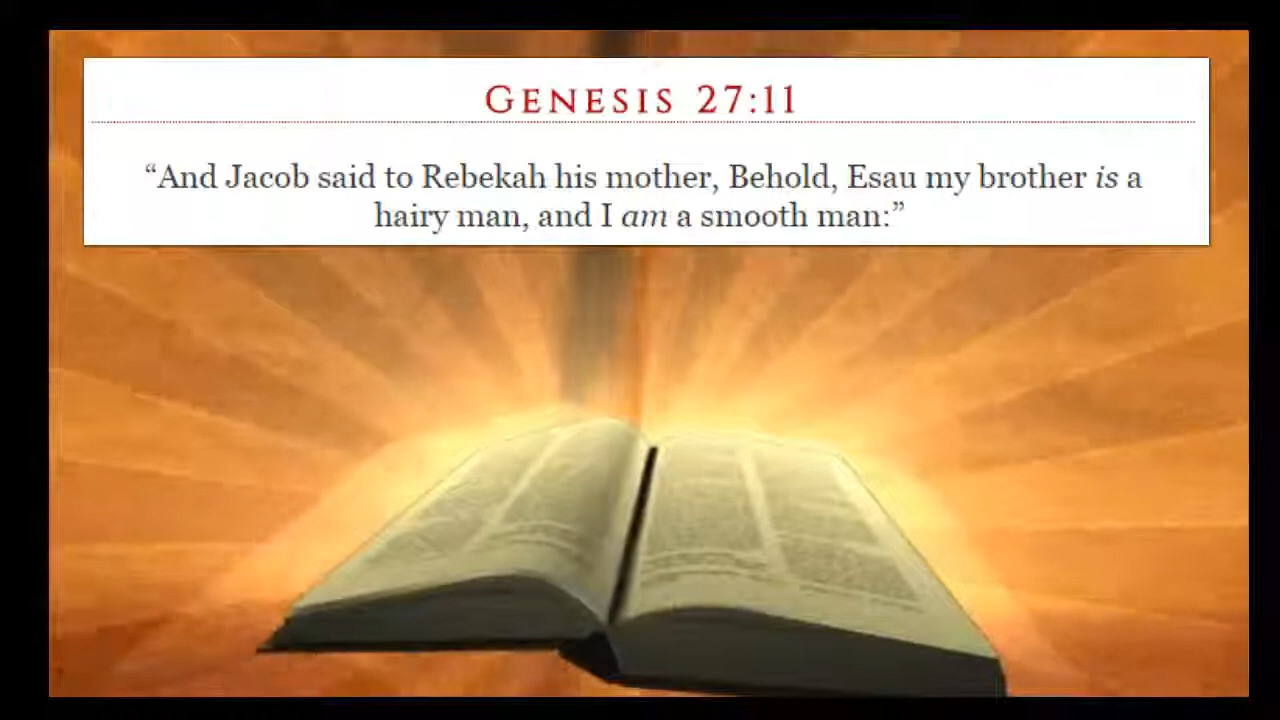 GENESIS 27:11
“And Jacob said to Rebekah his mother, Behold, Esau my brother is a
hairy man, and I am a smooth man:”